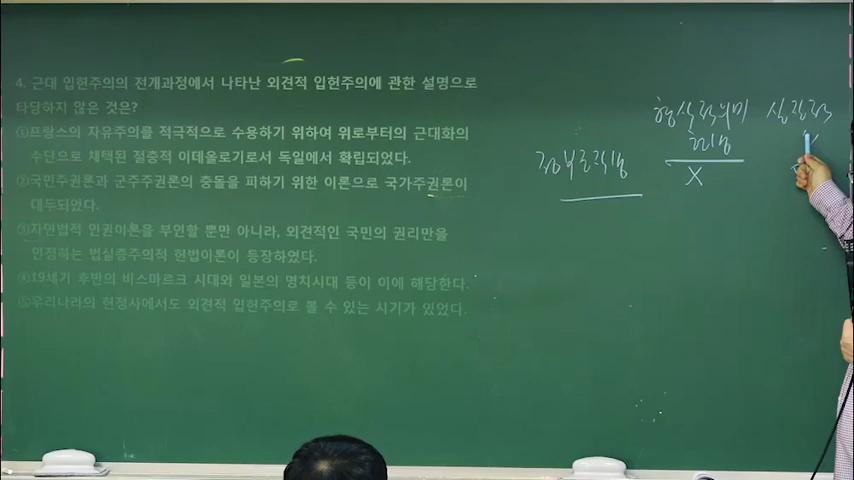 4. 근대 입헌주의의 전개과정에서 나타난 외견적 입헌주의에 관한 설명으로
타당하지 않은 것은?
①프랑스의 자유주의를 적극적으로 수용하기 위하여 위로부터의 근대화의
수단으로 채택된 절충적 이데올로기로서 독일에서 확립되었다.
②국민주권론과 군주주권론의 충돌을 피하기 위한 이론으로 국가주권론이
대두되었다.
③자연법적 인권이론을 부인할 뿐만 아니라, 외견적인 국민의 권리만을
인정하는 법실증주의적 헌법이론이 등장하였다.
④19세기 후반의 비스마르크 시대와 일본의 명치시대 등이 이에 해당한다.
⑤우리나라의 헌정사에서도 외견적 입헌주의로 볼 수 있는 시기가 있었다.
형식적의미 실질적
헌법
정부조직법
X